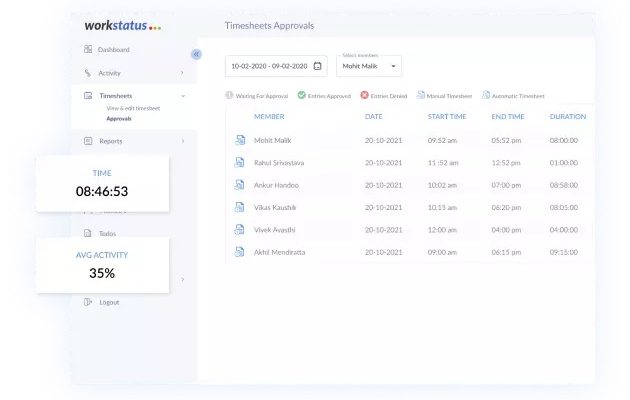 workstatus
Timesheets Approvals
Dashboard
Activity
Timesheets
View & edit timesheet
Approvals
Reports
TIME
08:46:53
Todos
AVG ACTIVITY
35%
Logout
10-02-2020 - 09-02-2020
Select members
Mohit Malik
Waiting For Approval Entries Approved Entries Denied Manual Timesheet Automatic Timesheet
MEMBER DATE START TIME END TIME DURATION
Mohit Malik 20-10-2021 09:52 am 05:52 pm 08:00:00
Rahul Srivastava 20-10-2021 11 :52 am 12:52 pm 01:00:00
Ankur Handoo 20-10-2021 10:02 am 07:00 pm 08:58:00
Vikas Kaushik 20-10-2021 10;15 am 06:20 pm 08:05:00
Vivek Avasthi 20-10-2021 12:00 am 04:00 pm 04:00:00
Akhil Mendiratta 20-10-2021 09:00 am 06:15 pm 09:15:00